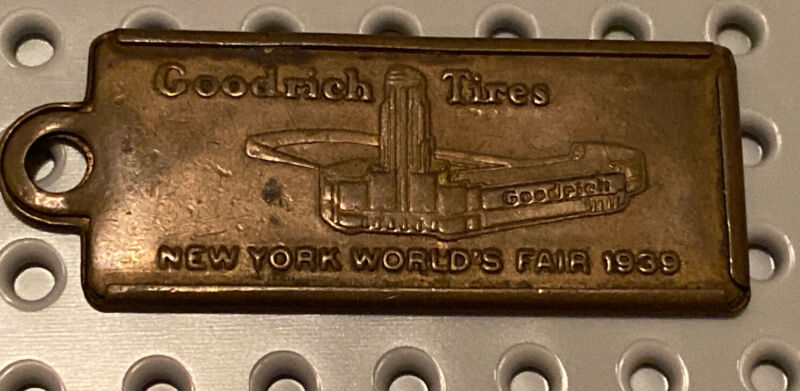 Goodrich Tires
Goodrich
NEW YORK WORLD'S FAIR 1939